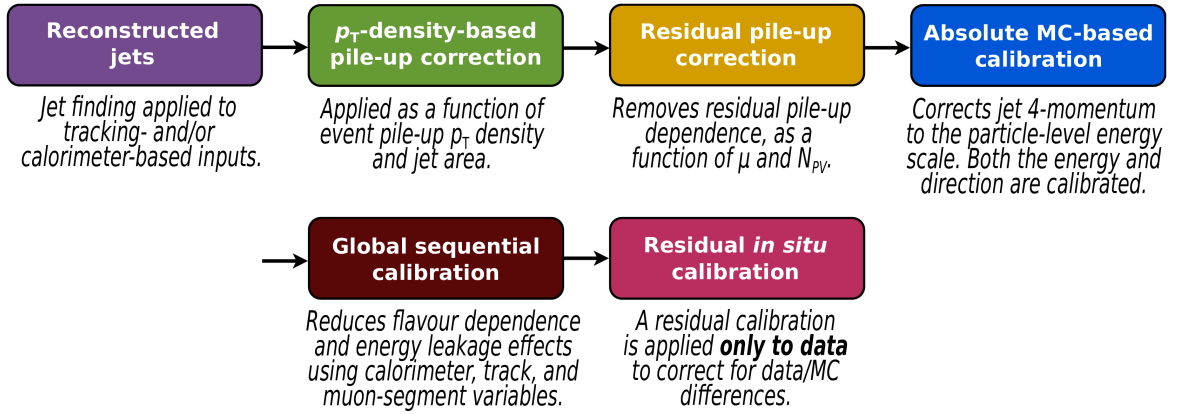 Reconstructed
jets
Jet finding applied to
tracking- and/or
calorimeter-based inputs.
pT-density-based
pile-up correction
Applied as a function of
event pile-up pT density
and jet area.
Residual pile-up
correction
Removes residual pile-up
dependence, as a
function of µ and NPV.
Absolute MC-based
calibration
Corrects jet 4-momentum
to the particle-level energy
scale. Both the energy and
direction are calibrated.
Global sequential
calibration
Reduces flavour dependence
and energy leakage effects
using calorimeter, track, and
muon-segment variables.
Residual in situ
calibration
A residual calibration
is applied only to data
to correct for data/MC
differences.